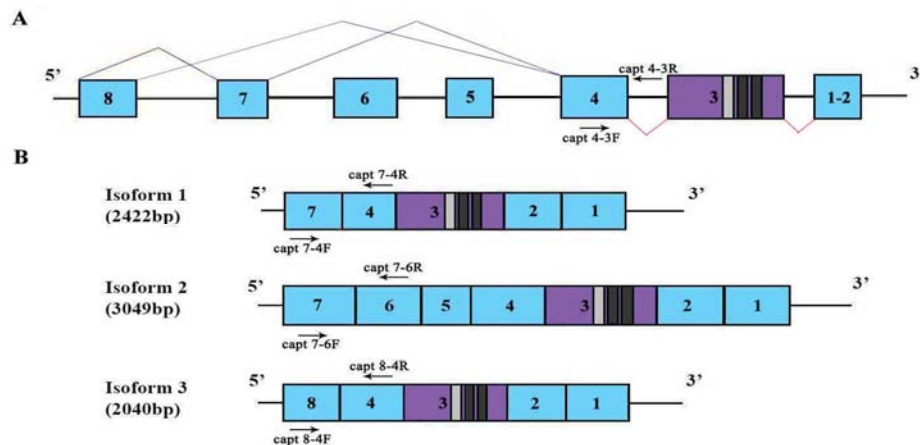 A
5’
3
8
7
6
5
4
capt 4-3R
3
1-2
capt 4-3F
B
Isoform 1
(2422bp)
5’
capt 7-4R
3’
7
4
3
2
1
capt 7-4F
Isoform 2
(3049bp)
5’
capt 7-6R
3’
7
6
5
4
3
2
1
capt 7-6F
Isoform 3
(2040bp)
5’
capt 8-4R
3’
8
4
3
2
1
capt 8-4F